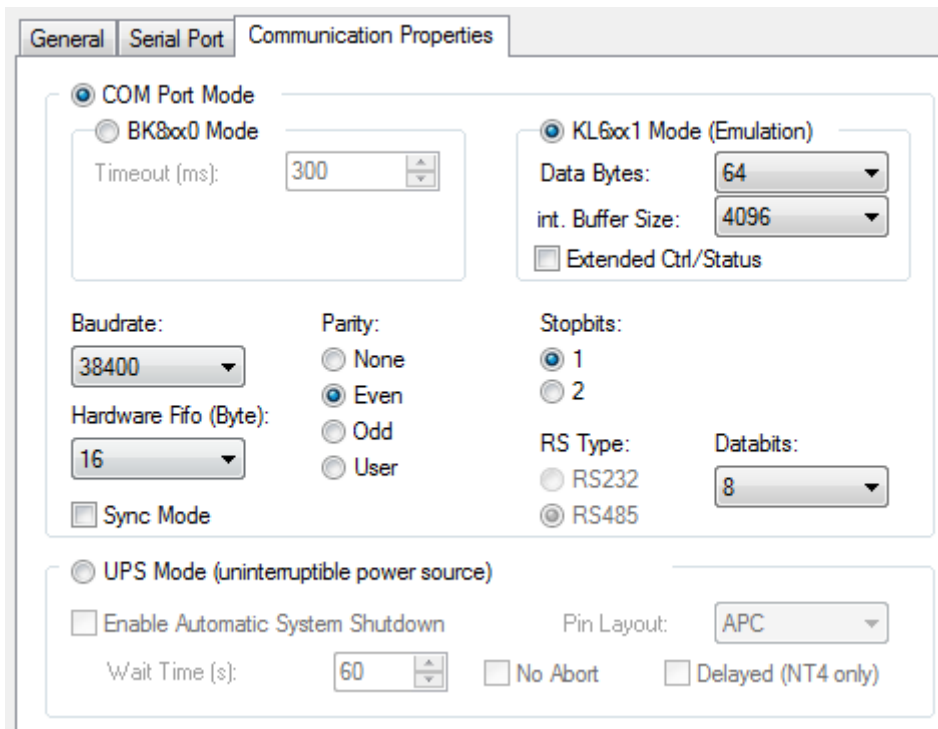 General Serial Port Communication Properties
COM Port Mode
BK8xx0 Mode
Timeout (ms): 300
KL6xx1 Mode (Emulation)
Data Bytes: 64
int. Buffer Size: 4096
Extended Ctrl/Status
Baudrate:
38400
Hardware Fifo (Byte):
16
Sync Mode
Parity:
None
Even
Odd
User
Stopbits:
1
2
RS Type:
RS232
RS485
Databits:
8
UPS Mode (uninterruptible power source)
Enable Automatic System Shutdown Pin Layout: APC
Wait Time (s): 60 No Abort Delayed (NT4 only)